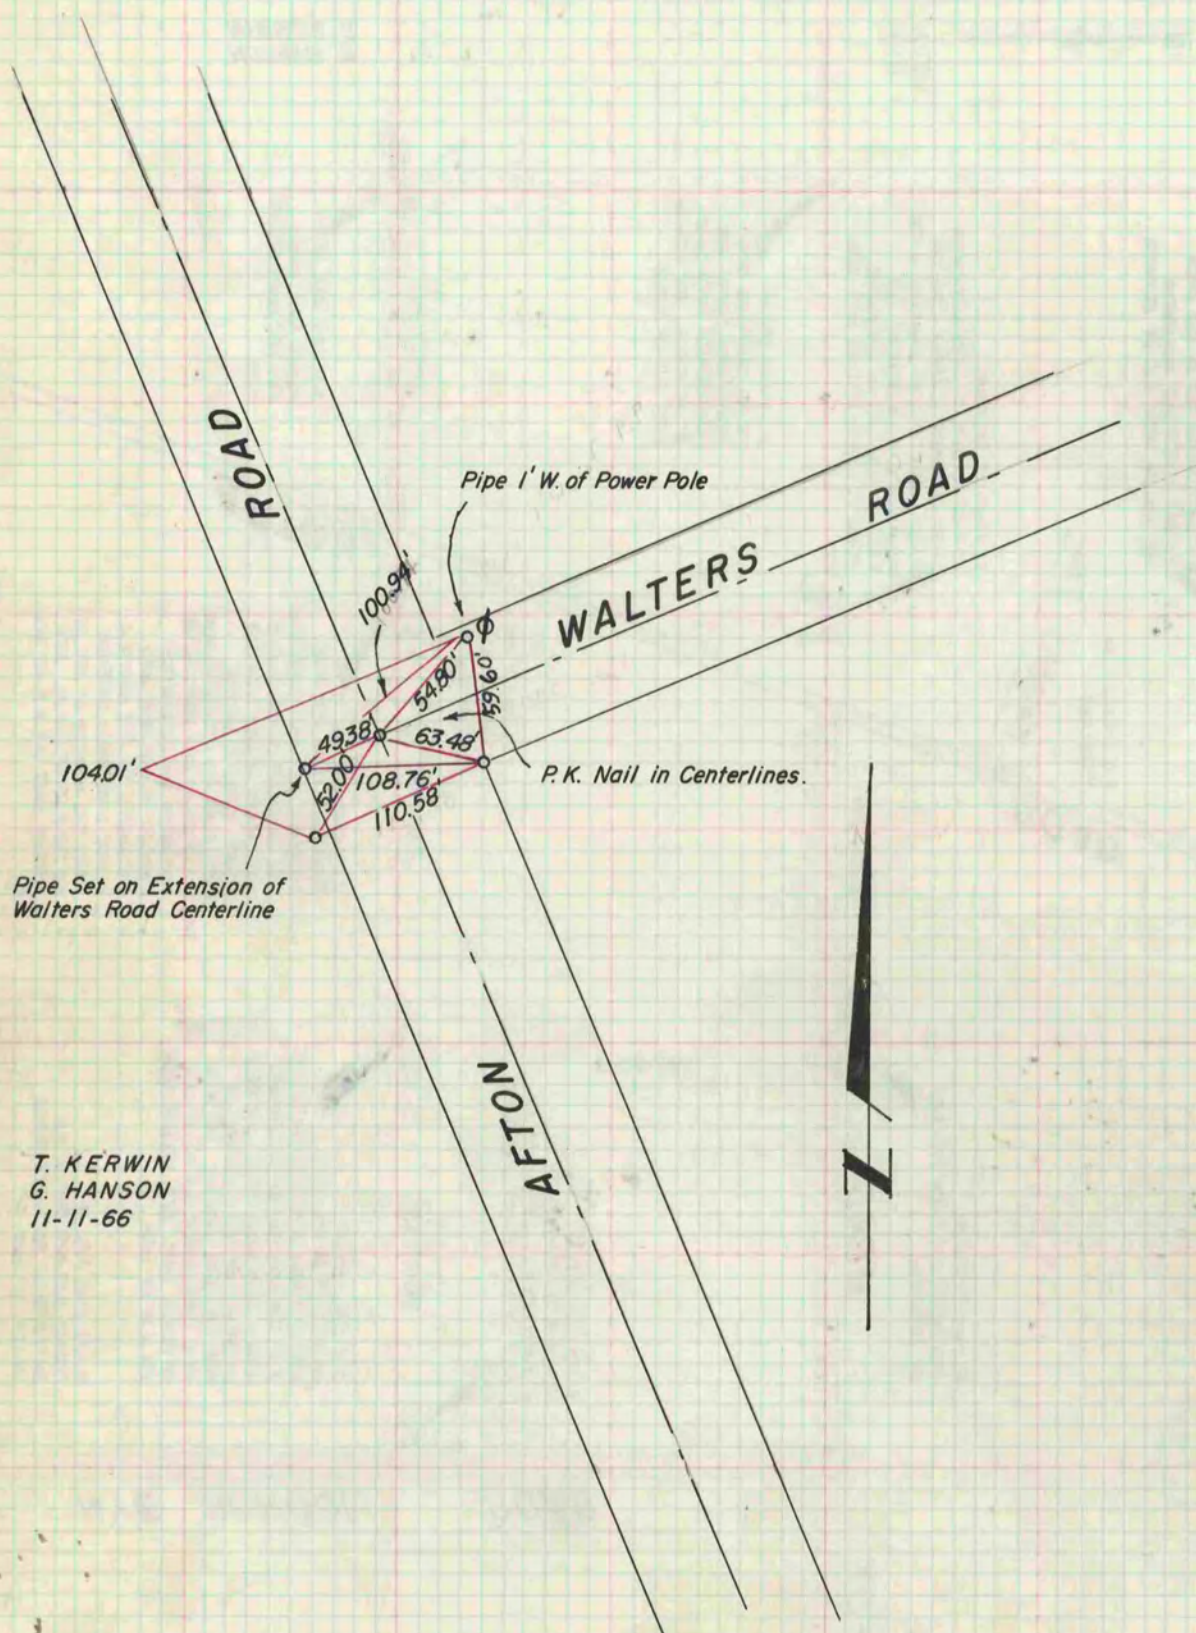 ROAD
Pipe 1' W. of Power Pole
WALTERS ROAD
100.94'
54.80'
59.60'
49.38'
63.48'
104.01'
52.00
108.76'
110.58'
P.K. Nail in Centerlines.
Pipe Set on Extension of
Walters Road Centerline
AFTON
T. KERWIN
G. HANSON
11-11-66
N